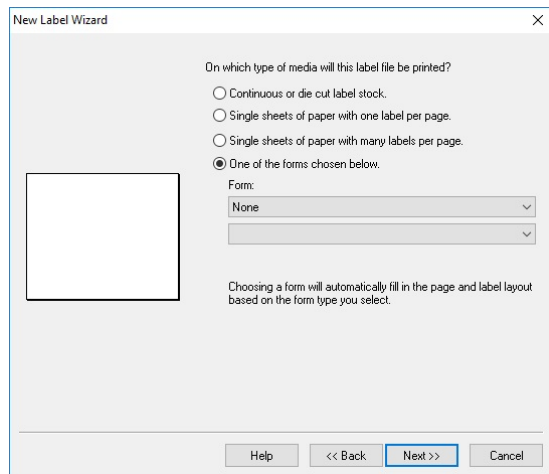 New Label Wizard
On which type of media will this label file be printed?
Continuous or die cut label stock.
Single sheets of paper with one label per page.
Single sheets of paper with many labels per page.
One of the forms chosen below.
Form:
None
Choosing a form will automatically fill in the page and label layout
based on the form type you select.
Help
<< Back
Next >>
Cancel